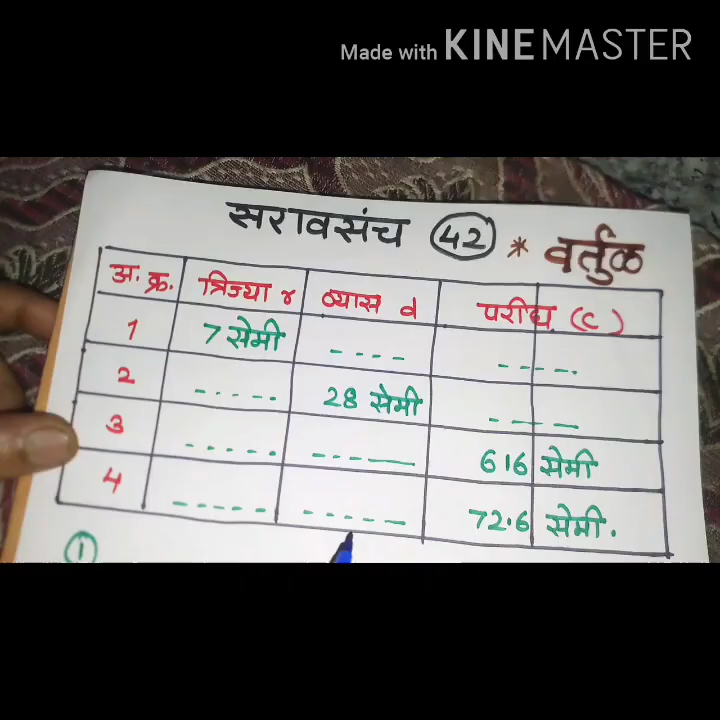 Made with KINEMASTER
सरावसंच 42 * वर्तुळ
अ. क्र. त्रिज्या r व्यास d परीघ (c)
1 7 सेमी ---- ----.
2 ----- 28 सेमी ----
3 ----- ---- 616 सेमी
4 ----- ----- 72.6 सेमी.
1